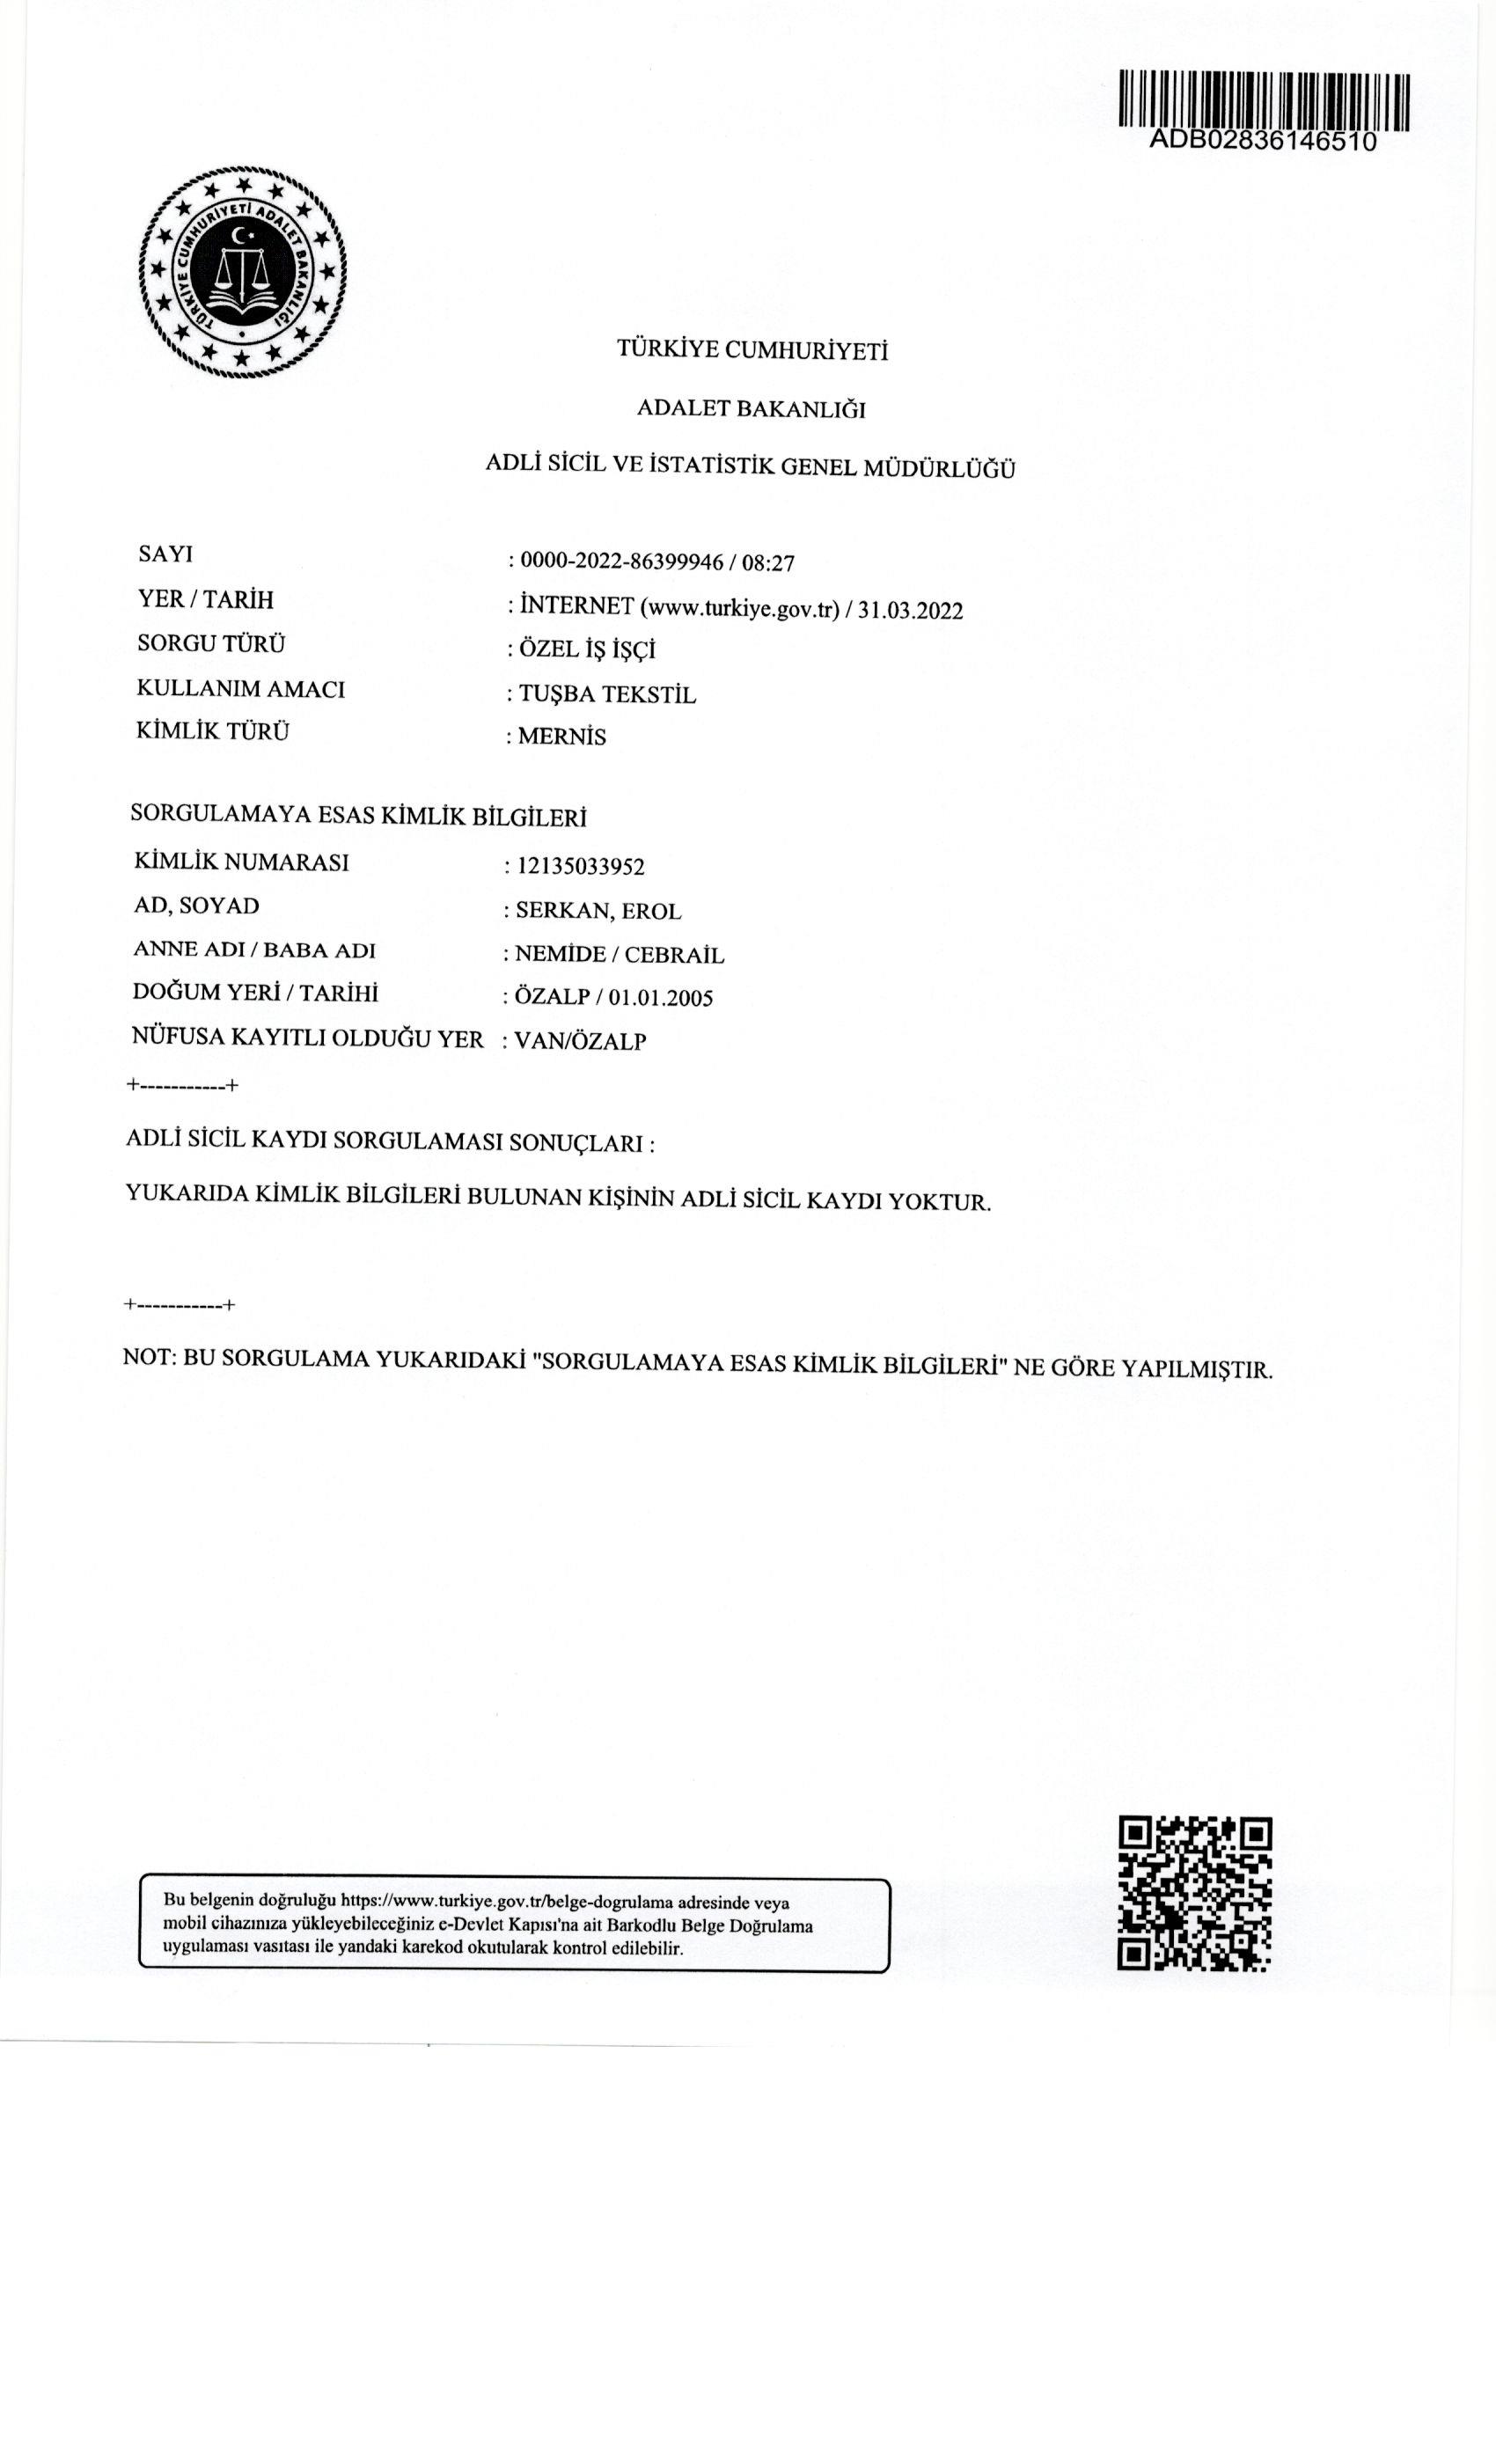 ADB02836146510
TÜRKİYE CUMHURİYETİ ADALET BAKANLIĞI
TÜRKİYE CUMHURİYETİ
ADALET BAKANLIĞI
ADLİ SİCİL VE İSTATİSTİK GENEL MÜDÜRLÜĞÜ
SAYI : 0000-2022-86399946 / 08:27
YER / TARİH : İNTERNET (www.turkiye.gov.tr) / 31.03.2022
SORGU TÜRÜ : ÖZEL İŞ İŞÇİ
KULLANIM AMACI : TUŞBA TEKSTİL
KİMLİK TÜRÜ : MERNİS
SORGULAMAYA ESAS KİMLİK BİLGİLERİ
KİMLİK NUMARASI : 12135033952
AD, SOYAD : SERKAN, EROL
ANNE ADI / BABA ADI : NEMİDE / CEBRAİL
DOĞUM YERİ / TARİHİ : ÖZALP / 01.01.2005
NÜFUSA KAYITLI OLDUĞU YER : VAN/ÖZALP
+-----------+
ADLİ SİCİL KAYDI SORGULAMASI SONUÇLARI :
YUKARIDA KİMLİK BİLGİLERİ BULUNAN KİŞİNİN ADLİ SİCİL KAYDI YOKTUR.
+-----------+
NOT: BU SORGULAMA YUKARIDAKİ "SORGULAMAYA ESAS KİMLİK BİLGİLERİ" NE GÖRE YAPILMIŞTIR.
Bu belgenin doğruluğu https://www.turkiye.gov.tr/belge-dogrulama adresinde veya
mobil cihazınıza yükleyebileceğiniz e-Devlet Kapısı'na ait Barkodlu Belge Doğrulama
uygulaması vasıtası ile yandaki karekod okutularak kontrol edilebilir.